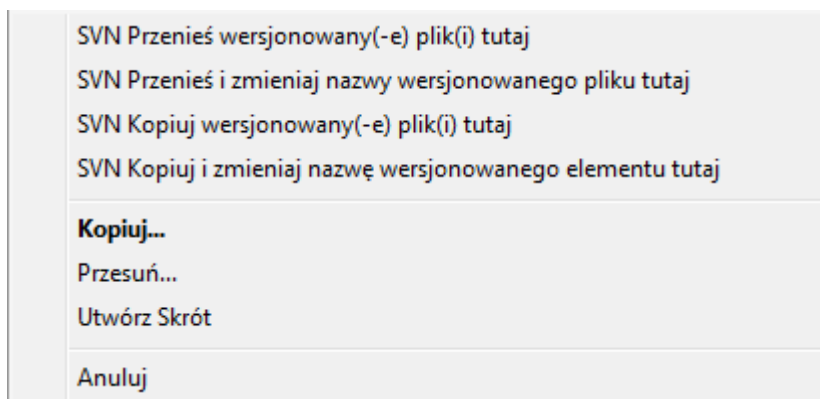 SVN Przenieś wersjonowany(-e) plik(i) tutaj
SVN Przenieś i zmieniaj nazwy wersjonowanego pliku tutaj
SVN Kopiuj wersjonowany(-e) plik(i) tutaj
SVN Kopiuj i zmieniaj nazwę wersjonowanego elementu tutaj
Kopiuj...
Przesuń...
Utwórz Skrót
Anuluj